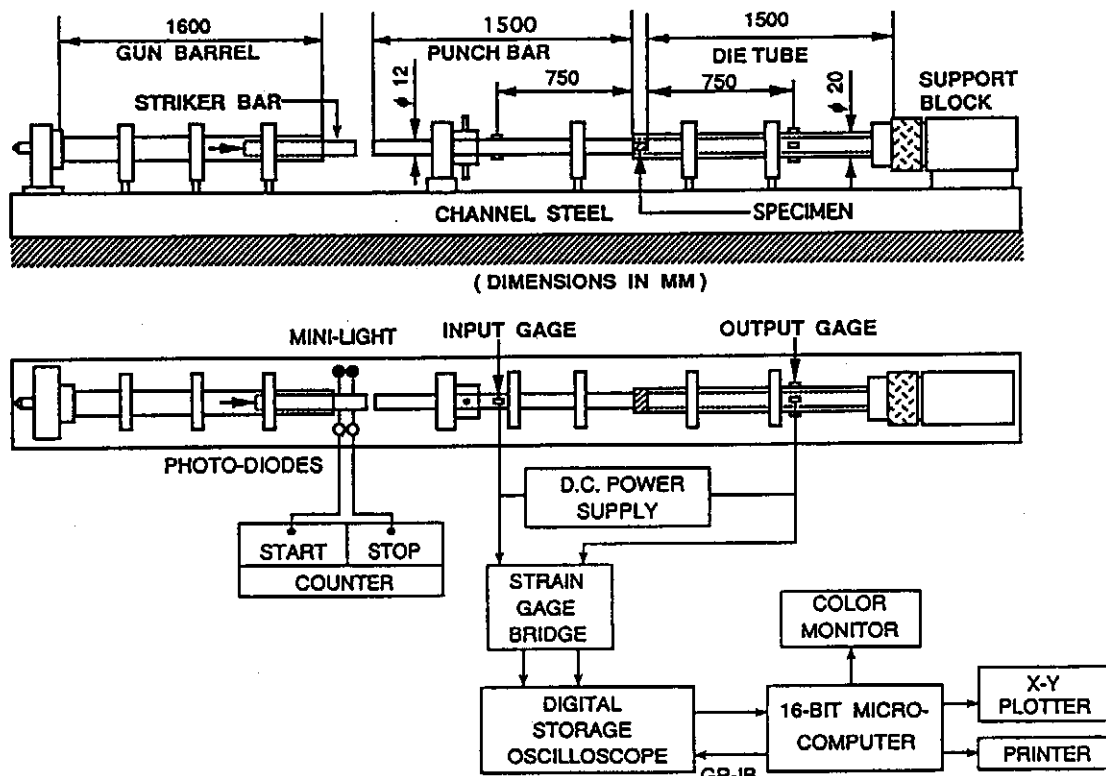 1600
GUN BARREL
1500
PUNCH BAR
1500
DIE TUBE
STRIKER BAR
ϕ 12
750
750
ϕ 20
SUPPORT
BLOCK
CHANNEL STEEL
SPECIMEN
( DIMENSIONS IN MM )
MINI-LIGHT
INPUT GAGE
OUTPUT GAGE
PHOTO-DIODES
D.C. POWER
SUPPLY
START
STOP
COUNTER
STRAIN
GAGE
BRIDGE
COLOR
MONITOR
DIGITAL
STORAGE
OSCILLOSCOPE
16-BIT MICRO-
COMPUTER
X-Y
PLOTTER
PRINTER
GP-IB